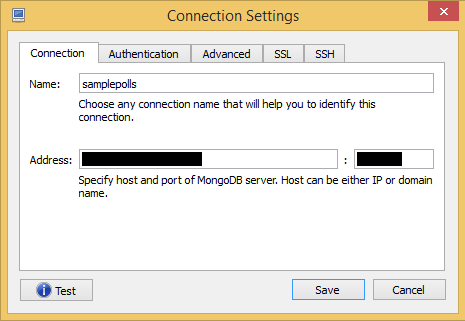 Connection Settings
Connection Authentication Advanced SSL SSH
Name: samplepolls
Choose any connection name that will help you to identify this
connection.
Address: :
Specify host and port of MongoDB server. Host can be either IP or domain
name.
Test Save Cancel